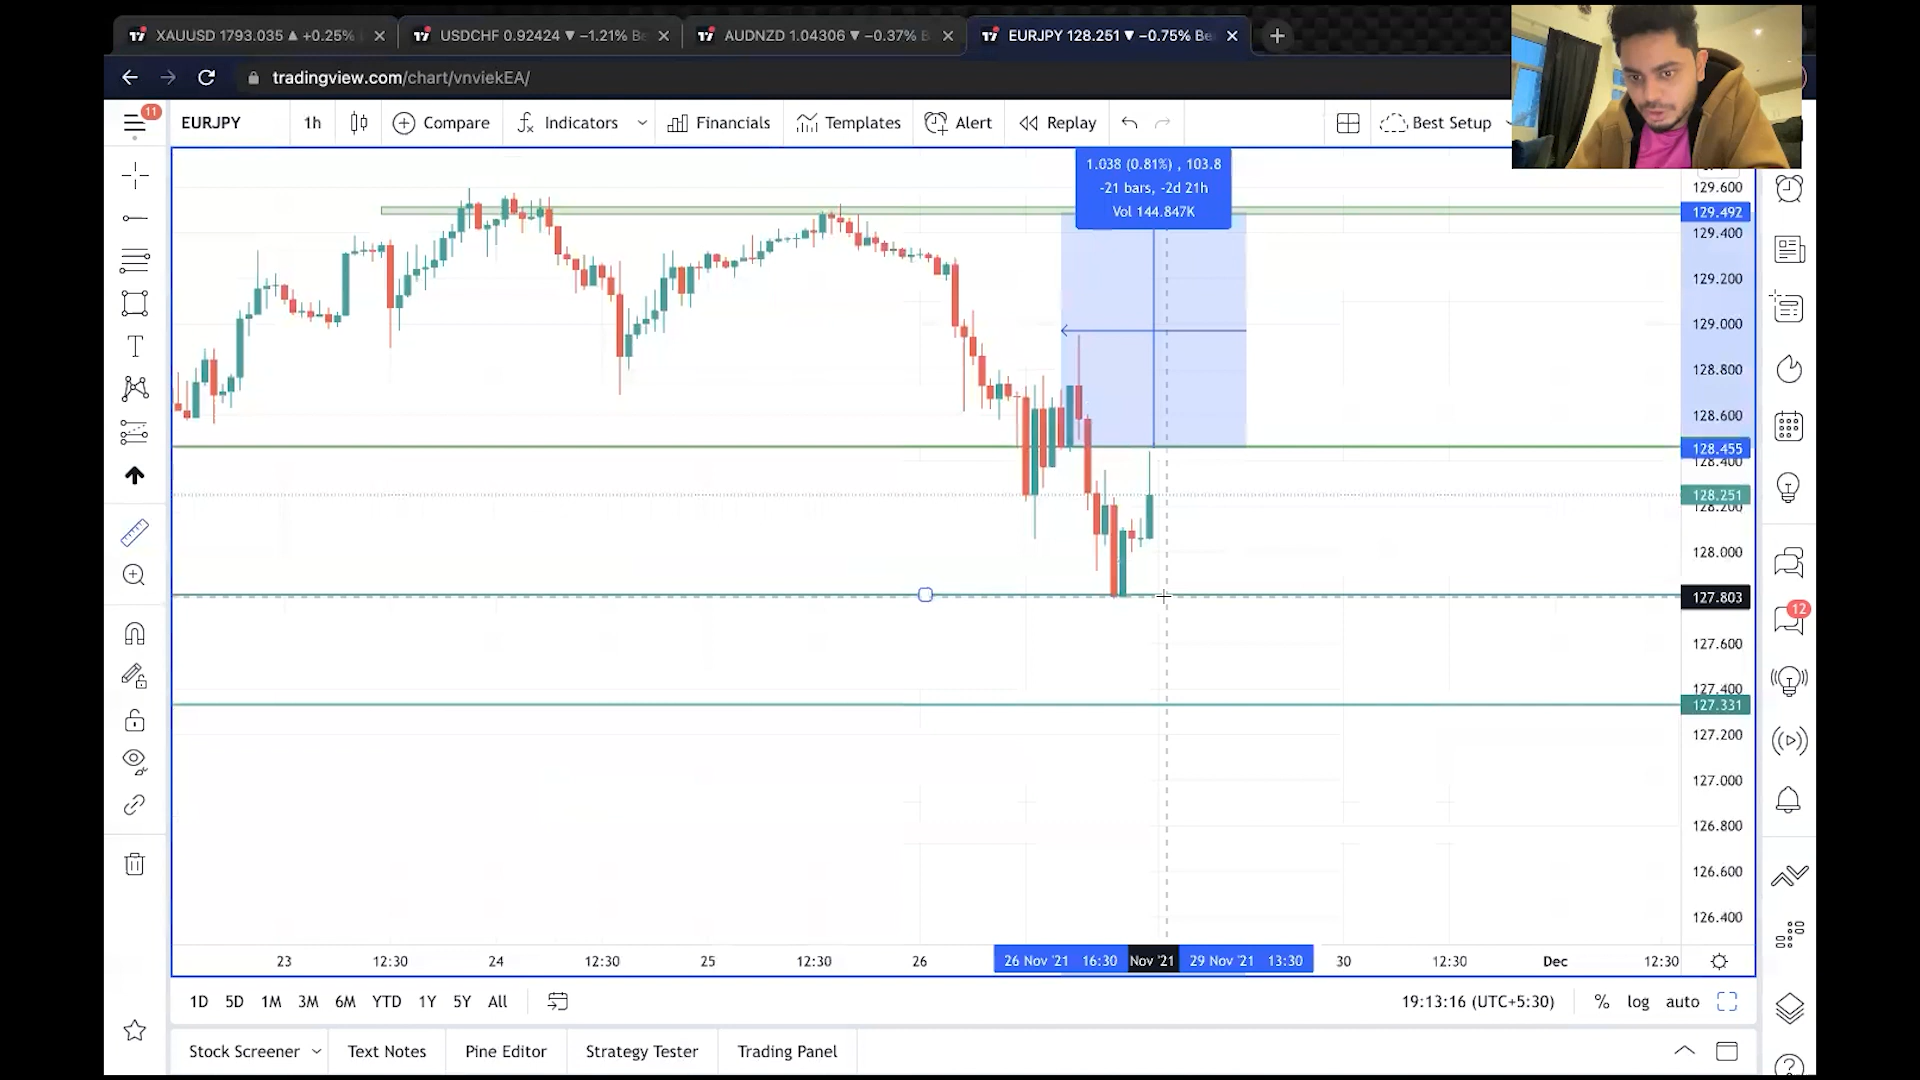 XAUUSD 1793.035 ▲ +0.25%
USDCHF 0.92424 ▼ −1.21% Be
AUDNZD 1.04306 ▼ −0.37% B
EURJPY 128.251 ▼ −0.75% Be
tradingview.com/chart/vnviekEA/
11
EURJPY
1h
Compare
Indicators
Financials
Templates
Alert
Replay
Best Setup
1.038 (0.81%) , 103.8
-21 bars, -2d 21h
Vol 144.847K
129.600
129.492
129.400
129.200
129.000
128.800
128.600
128.455
128.400
128.251
128.200
128.000
127.803
127.600
127.400
127.331
127.200
127.000
126.800
126.600
126.400
12
23
12:30
24
12:30
25
12:30
26
26 Nov '21 16:30
Nov '21
29 Nov '21 13:30
30
12:30
Dec
12:30
1D 5D 1M 3M 6M YTD 1Y 5Y All
19:13:16 (UTC+5:30)
% log auto
Stock Screener
Text Notes
Pine Editor
Strategy Tester
Trading Panel